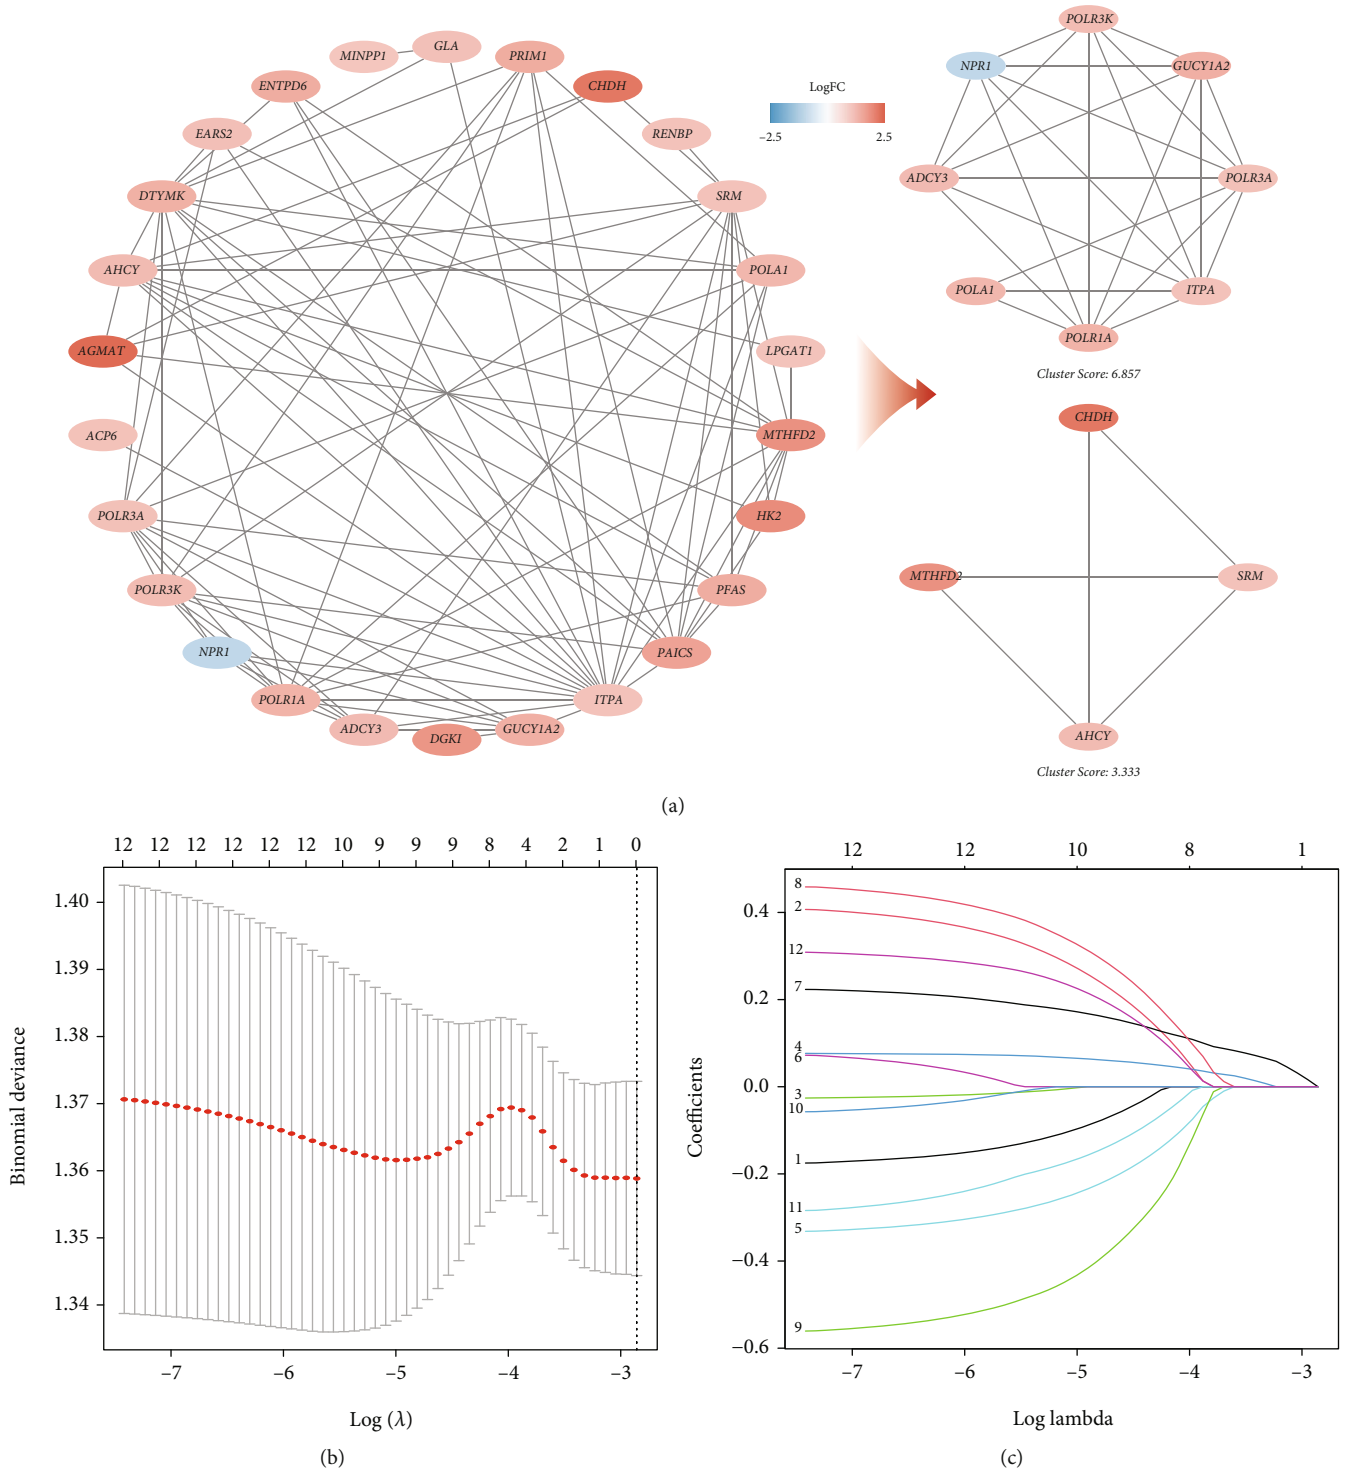 MINPP1
GLA
PRIM1
CHDH
ENTPD6
EARS2
RENBP
DTYMK
SRM
AHCY
POLA1
AGMAT
LPGAT1
ACP6
MTHFD2
POLR3A
HK2
POLR3K
PFAS
NPR1
PAICS
POLR1A
ITPA
ADCY3
DGKI
GUCY1A2
LogFC
−2.5 2.5
POLR3K
NPR1
GUCY1A2
ADCY3
POLR3A
POLA1
ITPA
POLR1A
Cluster Score: 6.857
CHDH
MTHFD2
SRM
AHCY
Cluster Score: 3.333
(a)
12 12 12 12 12 12 10 9 9 9 8 4 2 1 0
1.40
1.39
1.38
1.37
1.36
1.35
1.34
Binomial deviance
−7 −6 −5 −4 −3
Log (λ)
(b)
12 12 10 8 1
0.4
0.2
0.0
−0.2
−0.4
−0.6
Coefficients
8
2
12
7
4
6
3
10
1
11
5
9
−7 −6 −5 −4 −3
Log lambda
(c)